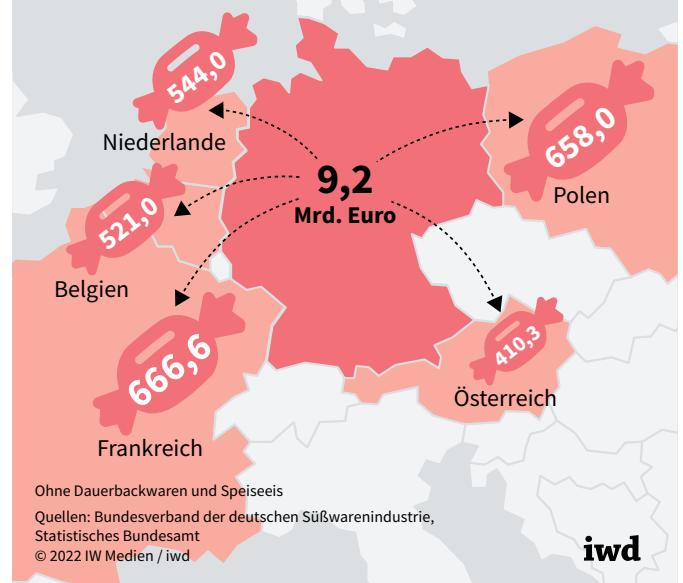 544,0
Niederlande
658,0
Polen
9,2
Mrd. Euro
521,0
Belgien
666,6
Frankreich
410,3
Österreich
Ohne Dauerbackwaren und Speiseeis
Quellen: Bundesverband der deutschen Süßwarenindustrie,
Statistisches Bundesamt
© 2022 IW Medien / iwd
iwd